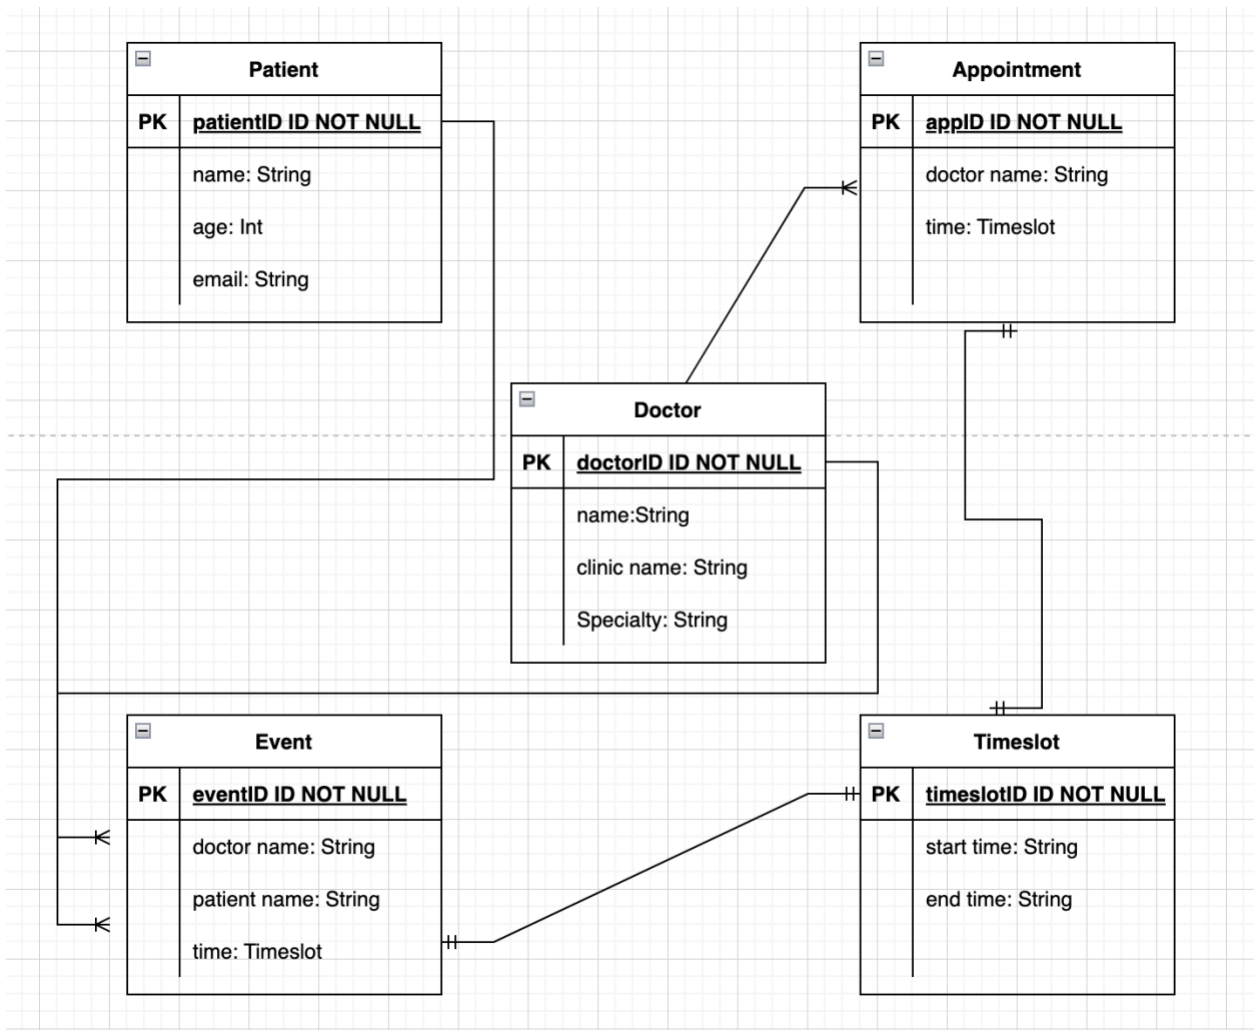 Patient
PK patientID ID NOT NULL
name: String
age: Int
email: String
Appointment
PK appID ID NOT NULL
doctor name: String
time: Timeslot
Doctor
PK doctorID ID NOT NULL
name:String
clinic name: String
Specialty: String
Event
PK eventID ID NOT NULL
doctor name: String
patient name: String
time: Timeslot
Timeslot
PK timeslotID ID NOT NULL
start time: String
end time: String